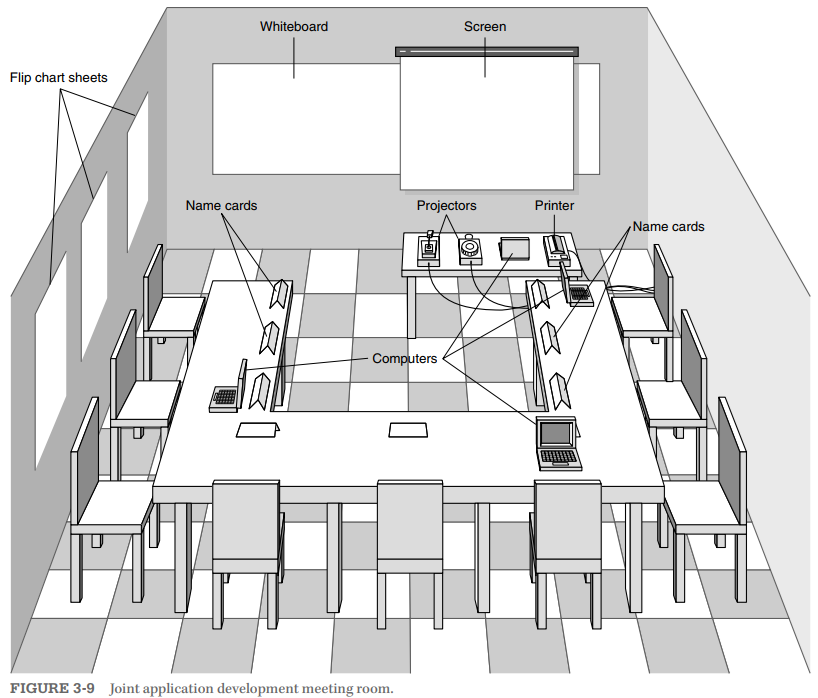 Whiteboard
Screen
Flip chart sheets
Name cards
Projectors
Printer
Name cards
Computers
FIGURE 3-9 Joint application development meeting room.